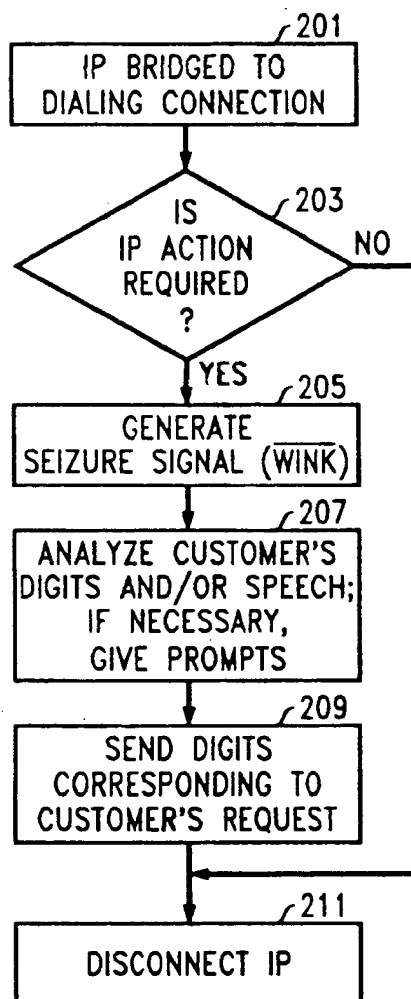 201
IP BRIDGED TO
DIALING CONNECTION
203
IS
IP ACTION
REQUIRED
?
NO
YES
205
GENERATE
SEIZURE SIGNAL (WINK)
207
ANALYZE CUSTOMER'S
DIGITS AND/OR SPEECH;
IF NECESSARY,
GIVE PROMPTS
209
SEND DIGITS
CORRESPONDING TO
CUSTOMER'S REQUEST
211
DISCONNECT IP